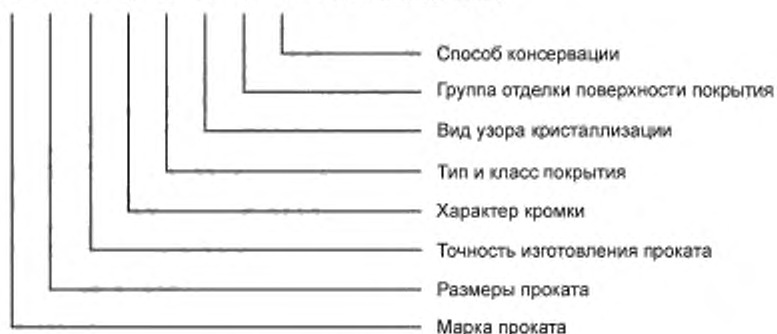 Способ консервации
Группа отделки поверхности покрытия
Вид узора кристаллизации
Тип и класс покрытия
Характер кромки
Точность изготовления проката
Размеры проката
Марка проката